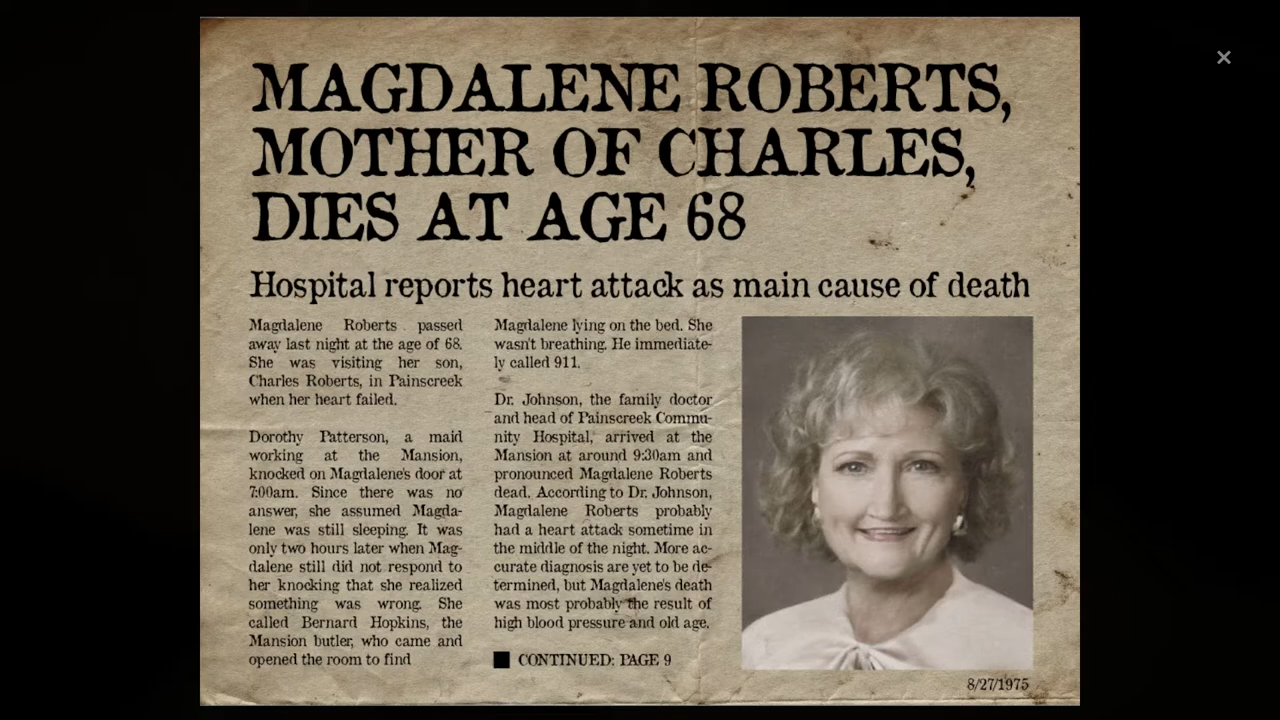 MAGDALENE ROBERTS,
MOTHER OF CHARLES,
DIES AT AGE 68
Hospital reports heart attack as main cause of death
Magdalene Roberts passed
away last night at the age of 68.
She was visiting her son,
Charles Roberts, in Painscreek
when her heart failed.
Dorothy Patterson, a maid
working at the Mansion,
knocked on Magdalene's door at
7:00am. Since there was no
answer, she assumed Magda-
lene was still sleeping. It was
only two hours later when Mag-
dalene still did not respond to
her knocking that she realized
something was wrong. She
called Bernard Hopkins, the
Mansion butler, who came and
opened the room to find
Magdalene lying on the bed. She
wasn't breathing. He immediate-
ly called 911.
Dr. Johnson, the family doctor
and head of Painscreek Commu-
nity Hospital, arrived at the
Mansion at around 9:30am and
pronounced Magdalene Roberts
dead. According to Dr. Johnson,
Magdalene Roberts probably
had a heart attack sometime in
the middle of the night. More ac-
curate diagnosis are yet to be de-
termined, but Magdalene's death
was most probably the result of
high blood pressure and old age.
CONTINUED: PAGE 9
8/27/1975